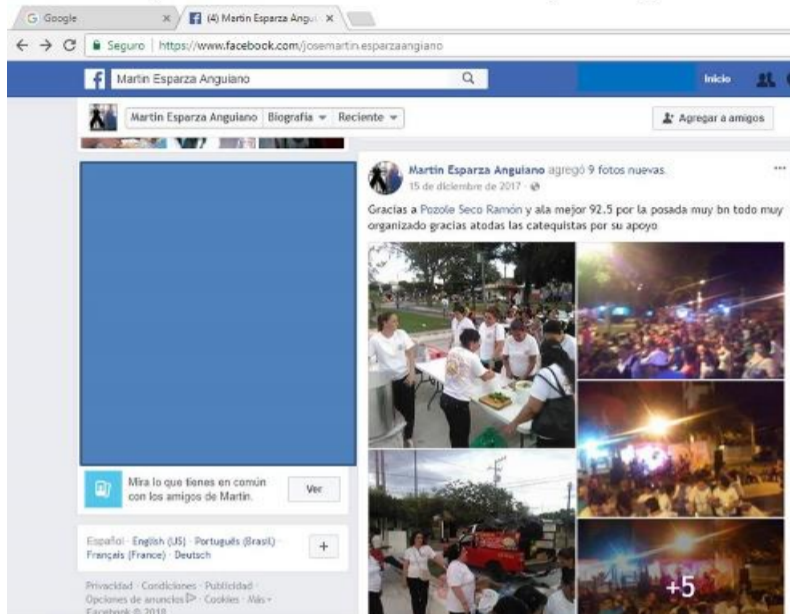 Google
(4) Martin Esparza Angu
Seguro | https://www.facebook.com/josemartin.esparzaangiano
Martin Esparza Anguiano
Inicio
Martin Esparza Anguiano Biografía Reciente
Agregar a amigos
Martin Esparza Anguiano agregó 9 fotos nuevas.
15 de diciembre de 2017
Gracias a Pozole Seco Ramón y ala mejor 92.5 por la posada muy bn todo muy
organizado gracias atodas las catequistas por su apoyo
+5
Mira lo que tienes en común
con los amigos de Martin.
Ver
Español · English (US) · Português (Brasil) ·
Français (France) · Deutsch
+
Privacidad · Condiciones · Publicidad ·
Opciones de anuncios · Cookies · Más
Facebook © 2018